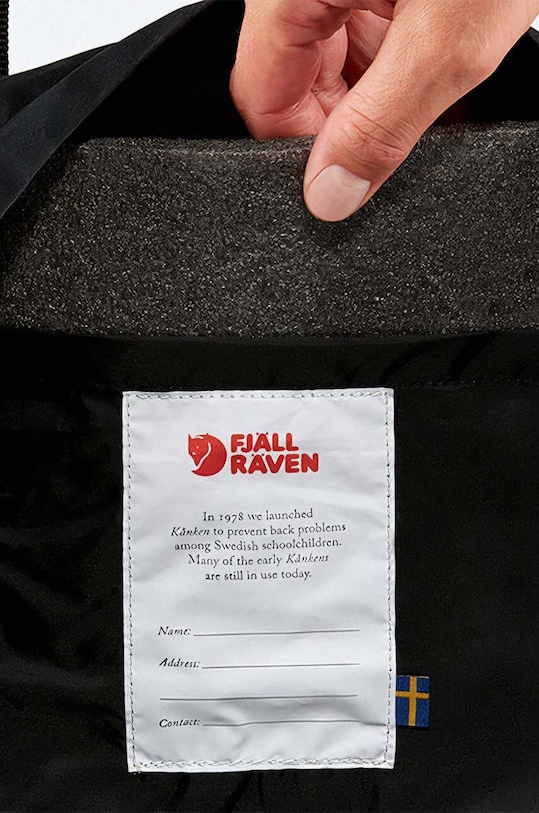 FJÄLL
RÄVEN
In 1978 we launched
Kånken to prevent back problems
among Swedish schoolchildren.
Many of the early Kånkens
are still in use today.
Name:
Address:
Contact: